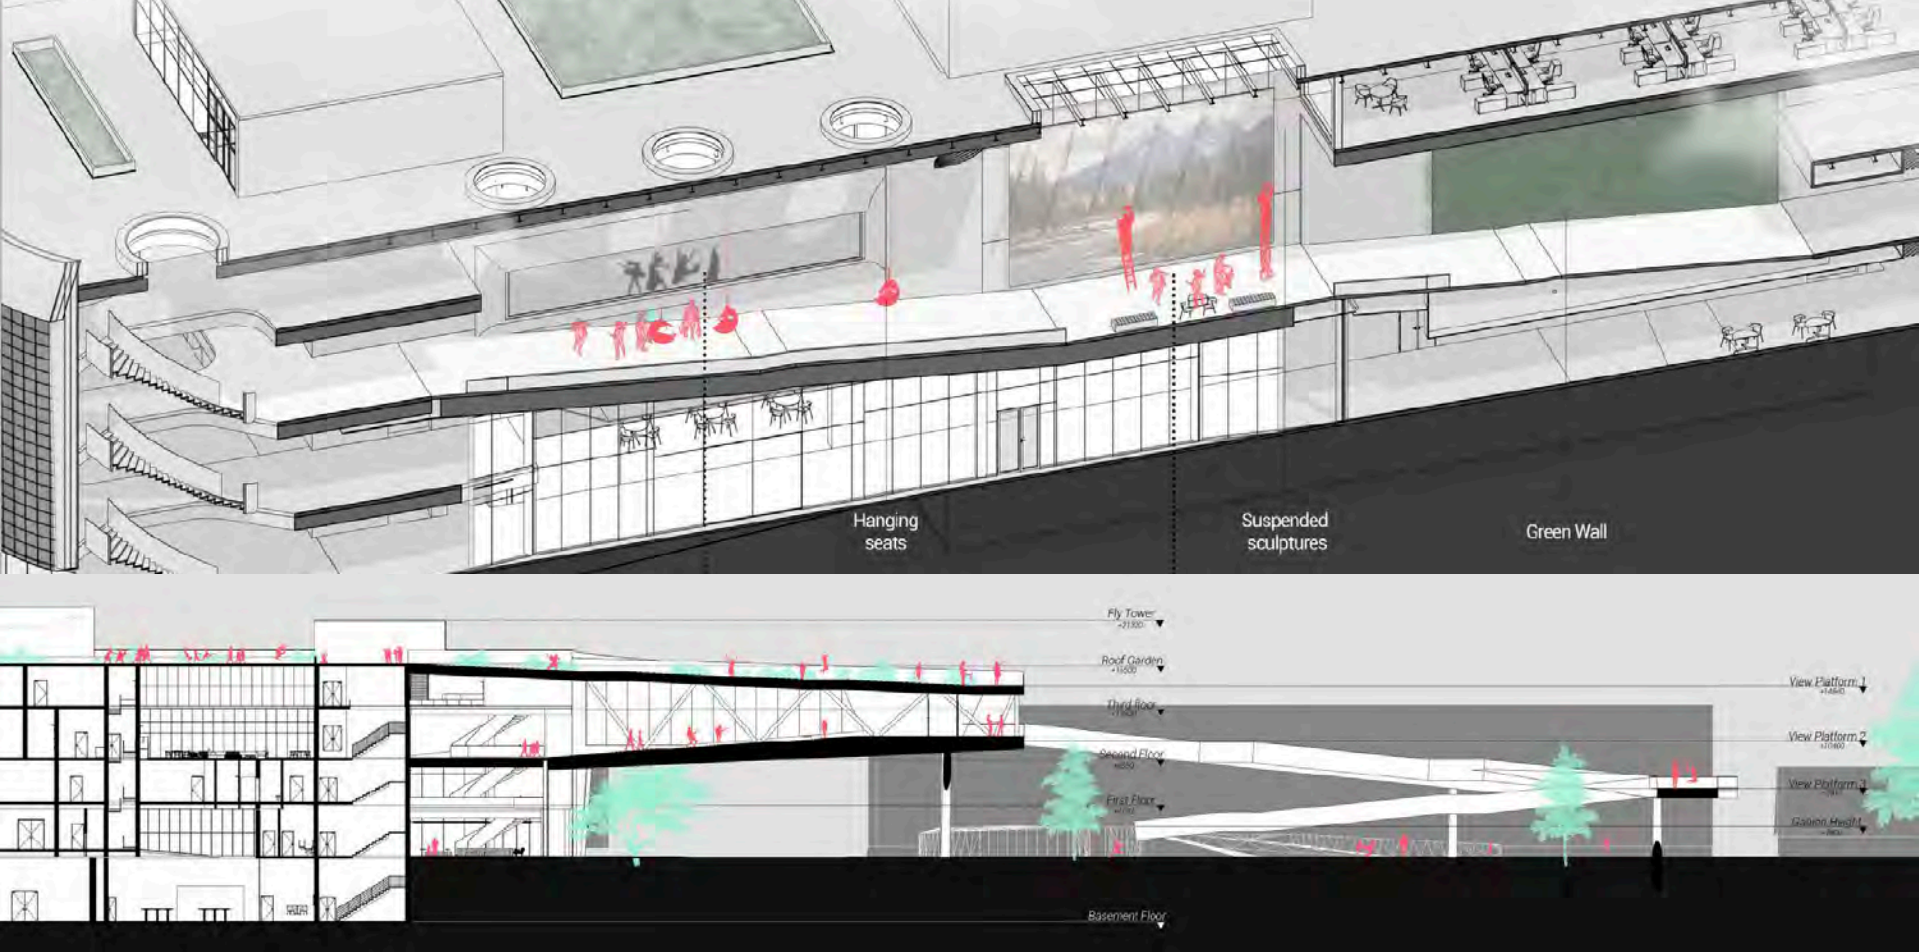 Hanging
seats
Suspended
sculptures
Green Wall
Fly Tower
Roof Garden
View Platform 1
Third floor
View Platform 2
Second Floor
View Platform 3
First Floor
Gabion Height
Basement Floor